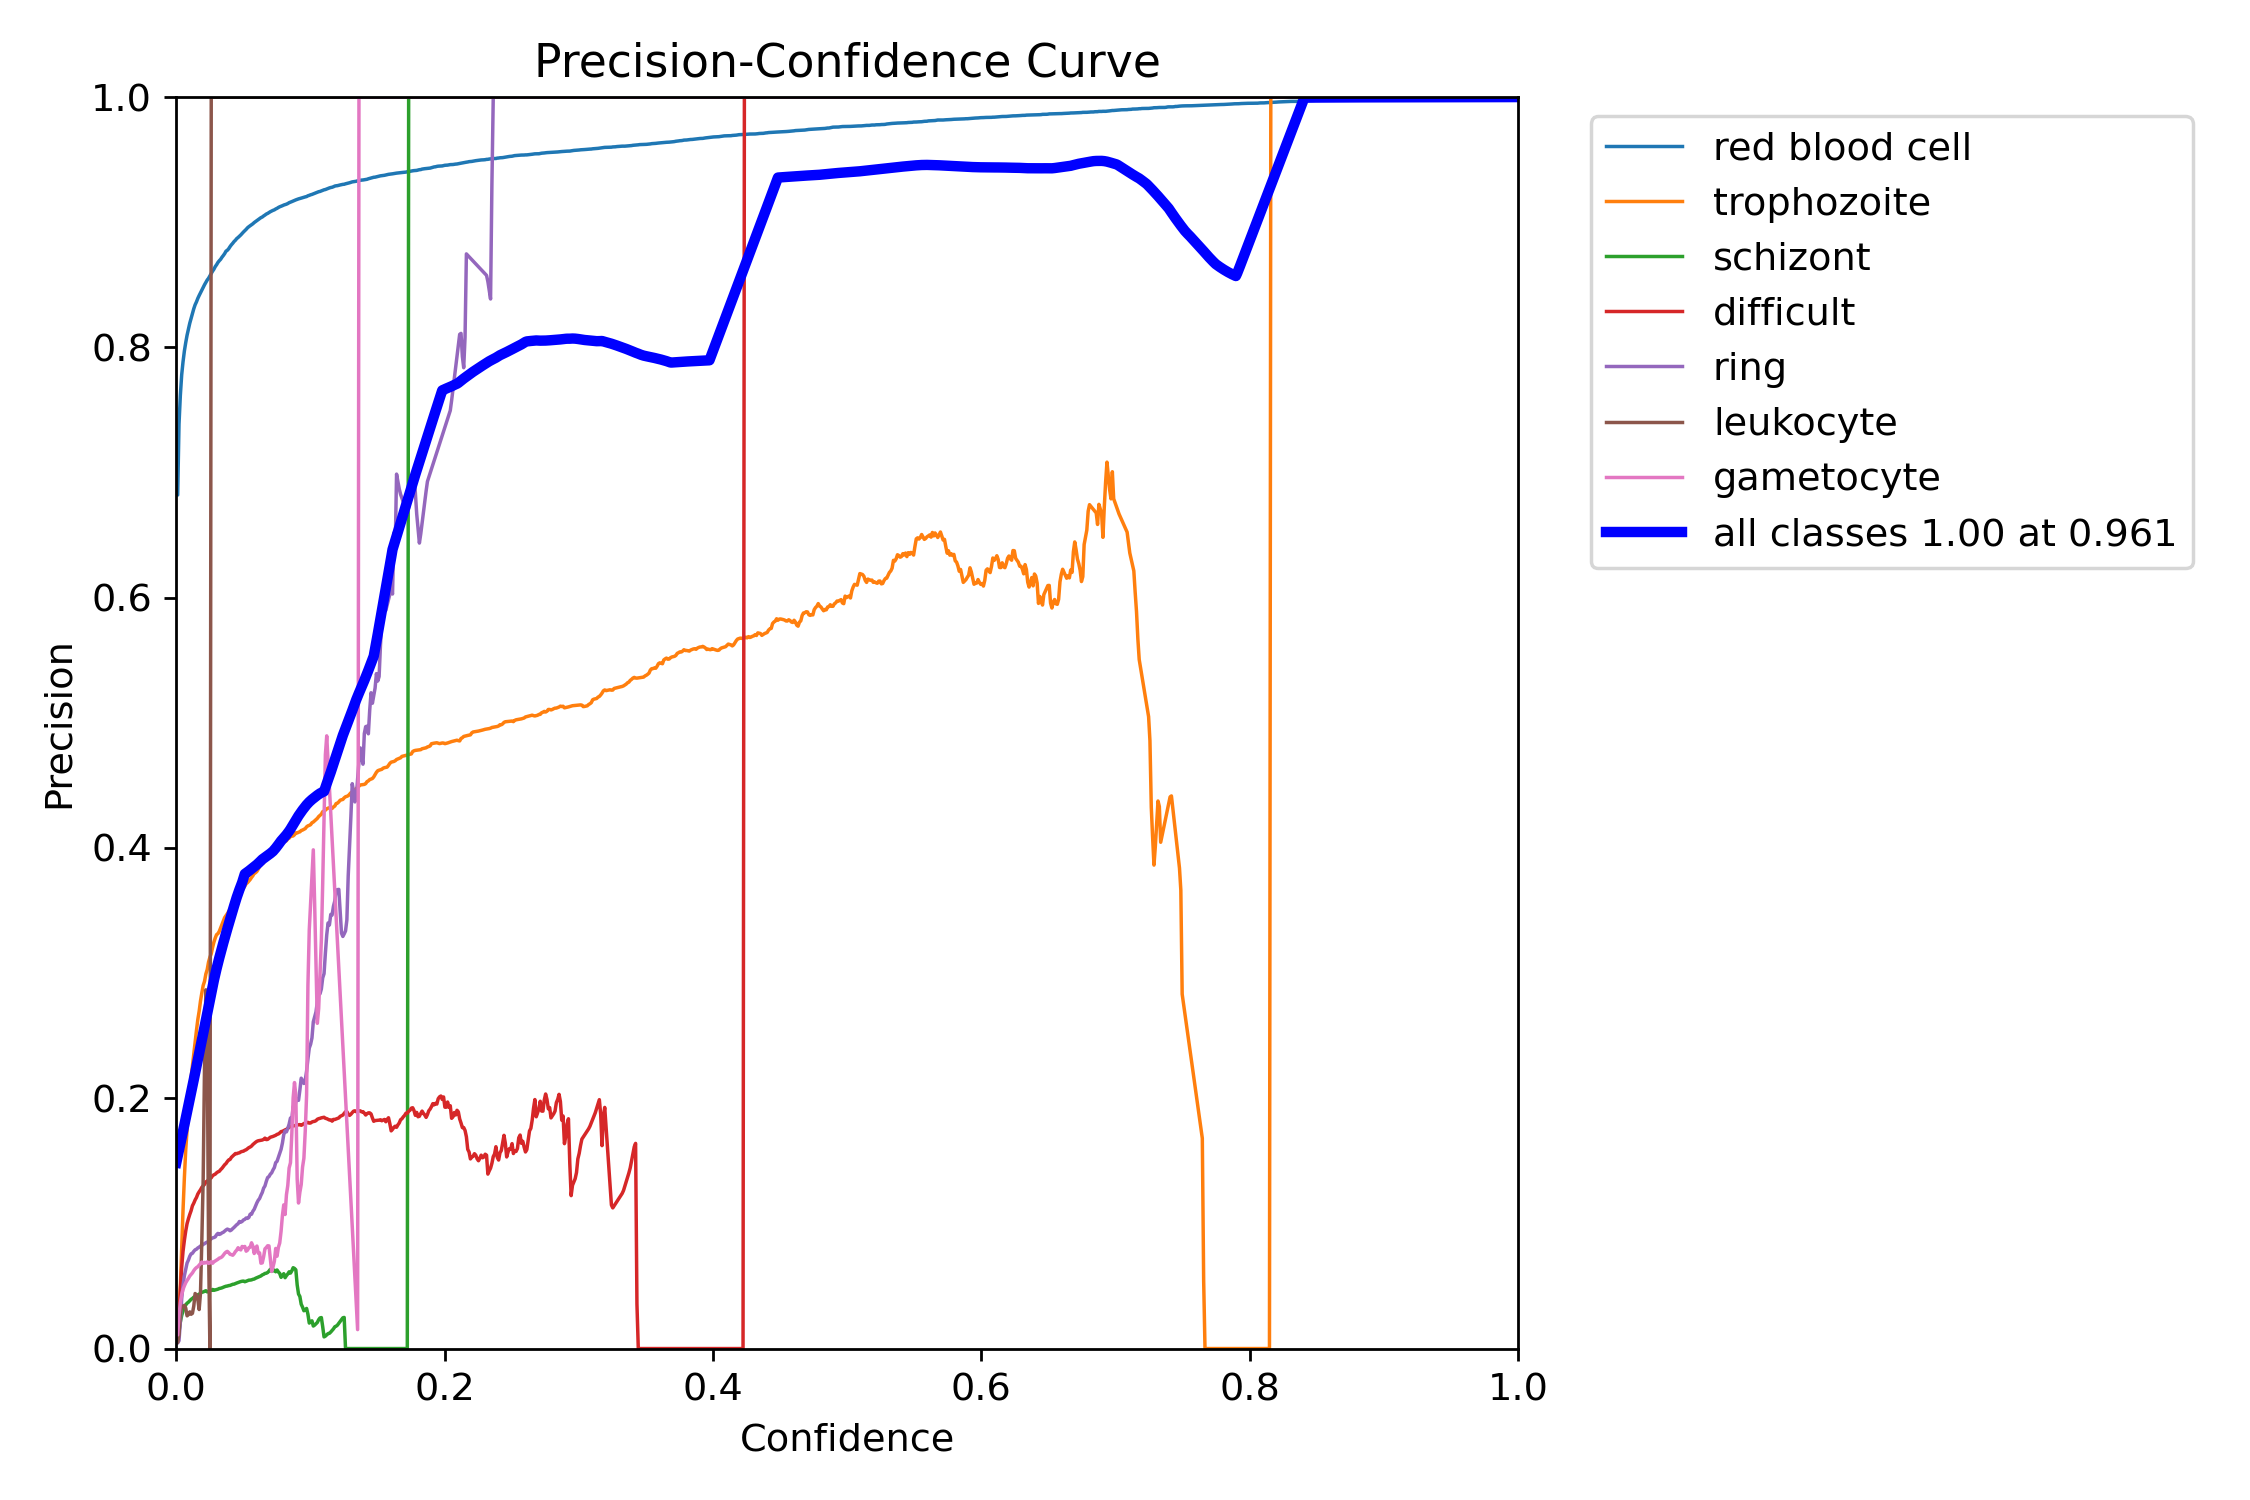 Precision-Confidence Curve
1.0
0.8
0.6
0.4
0.2
0.0
Precision
0.0 0.2 0.4 0.6 0.8 1.0
Confidence
red blood cell
trophozoite
schizont
difficult
ring
leukocyte
gametocyte
all classes 1.00 at 0.961